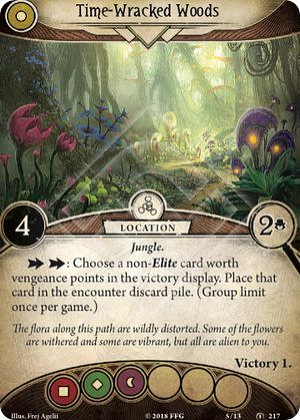 Time-Wracked Woods
4
LOCATION
2
Jungle.
: Choose a non-Elite card worth
vengeance points in the victory display. Place that
card in the encounter discard pile. (Group limit
once per game.)
The flora along this path are wildly distorted. Some of the flowers
are withered and some are vibrant, but all are alien to you.
Victory 1.
Illus. Frej Agelii
© 2018 FFG
5/13
217